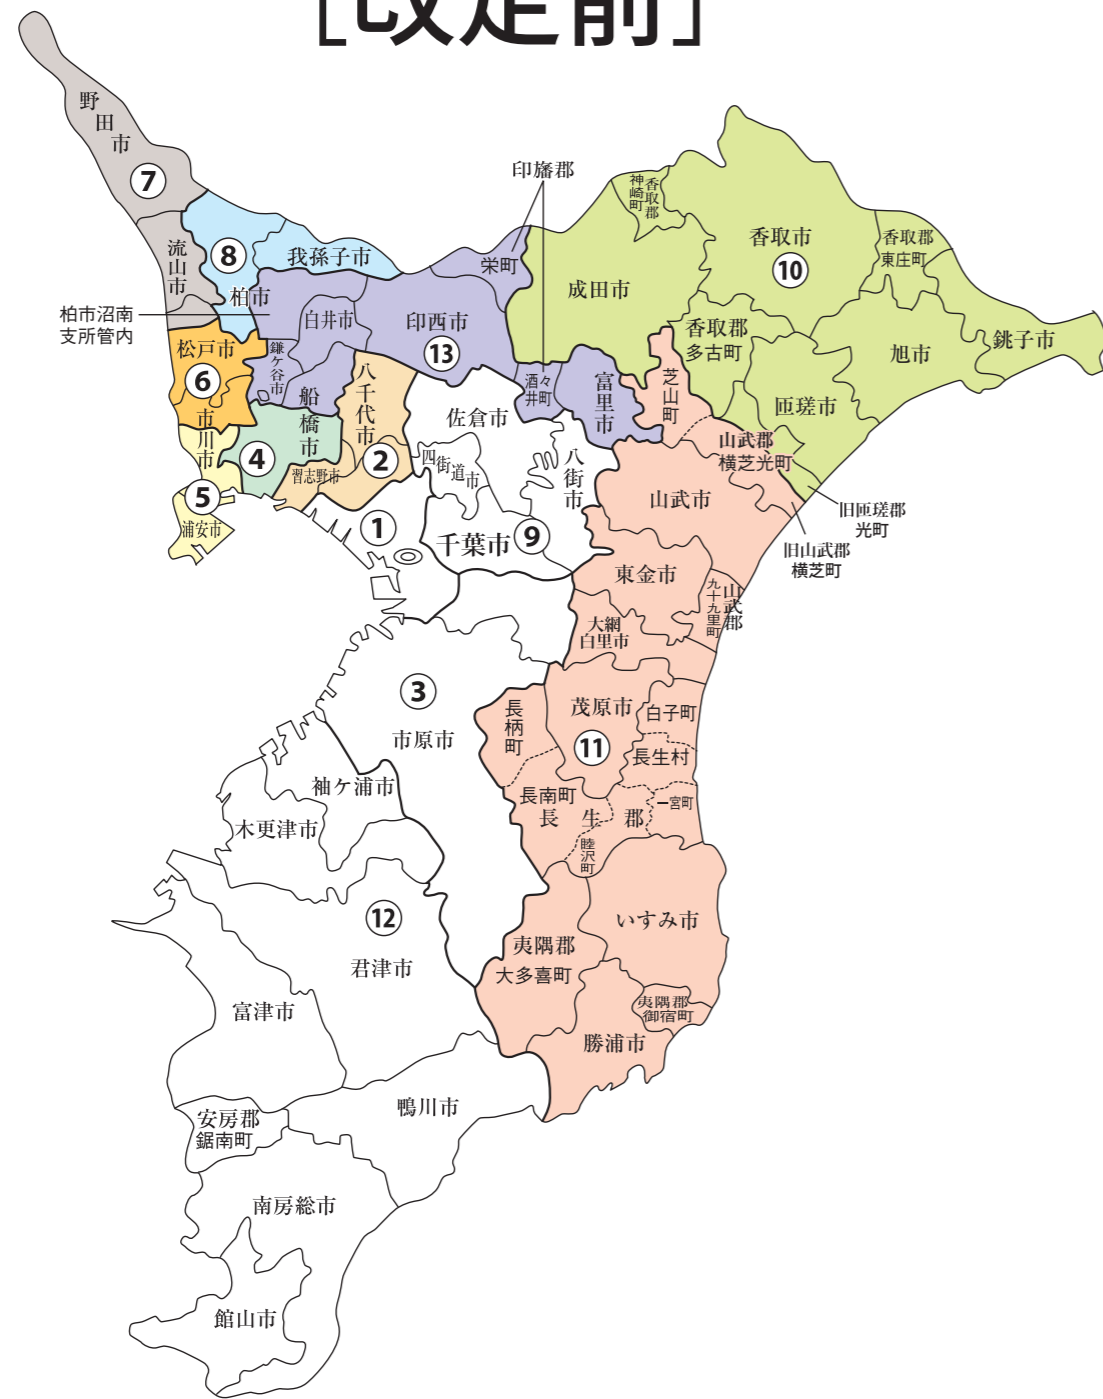 ［改定前］
野田市
⑦
流山市
⑧
我孫子市
柏市
柏市沼南
支所管内
印旛郡
栄町
白井市
印西市
⑬
鎌ケ谷市
松戸市
⑥
市川市
⑤
浦安市
船橋市
④
八千代市
②
習志野市
酒々井町
富里市
成田市
香取郡
神崎町
香取市
⑩
香取郡
東庄町
香取郡
多古町
旭市
銚子市
匝瑳市
芝山町
山武郡
横芝光町
旧匝瑳郡
光町
旧山武郡
横芝町
佐倉市
四街道市
八街市
①
千葉市
⑨
山武市
東金市
山武郡
九十九里町
大網
白里市
③
市原市
長柄町
茂原市
⑪
白子町
長生村
長南町
長生郡
一宮町
睦沢町
袖ケ浦市
木更津市
⑫
君津市
夷隅郡
大多喜町
いすみ市
夷隅郡
御宿町
勝浦市
富津市
鴨川市
安房郡
鋸南町
南房総市
館山市